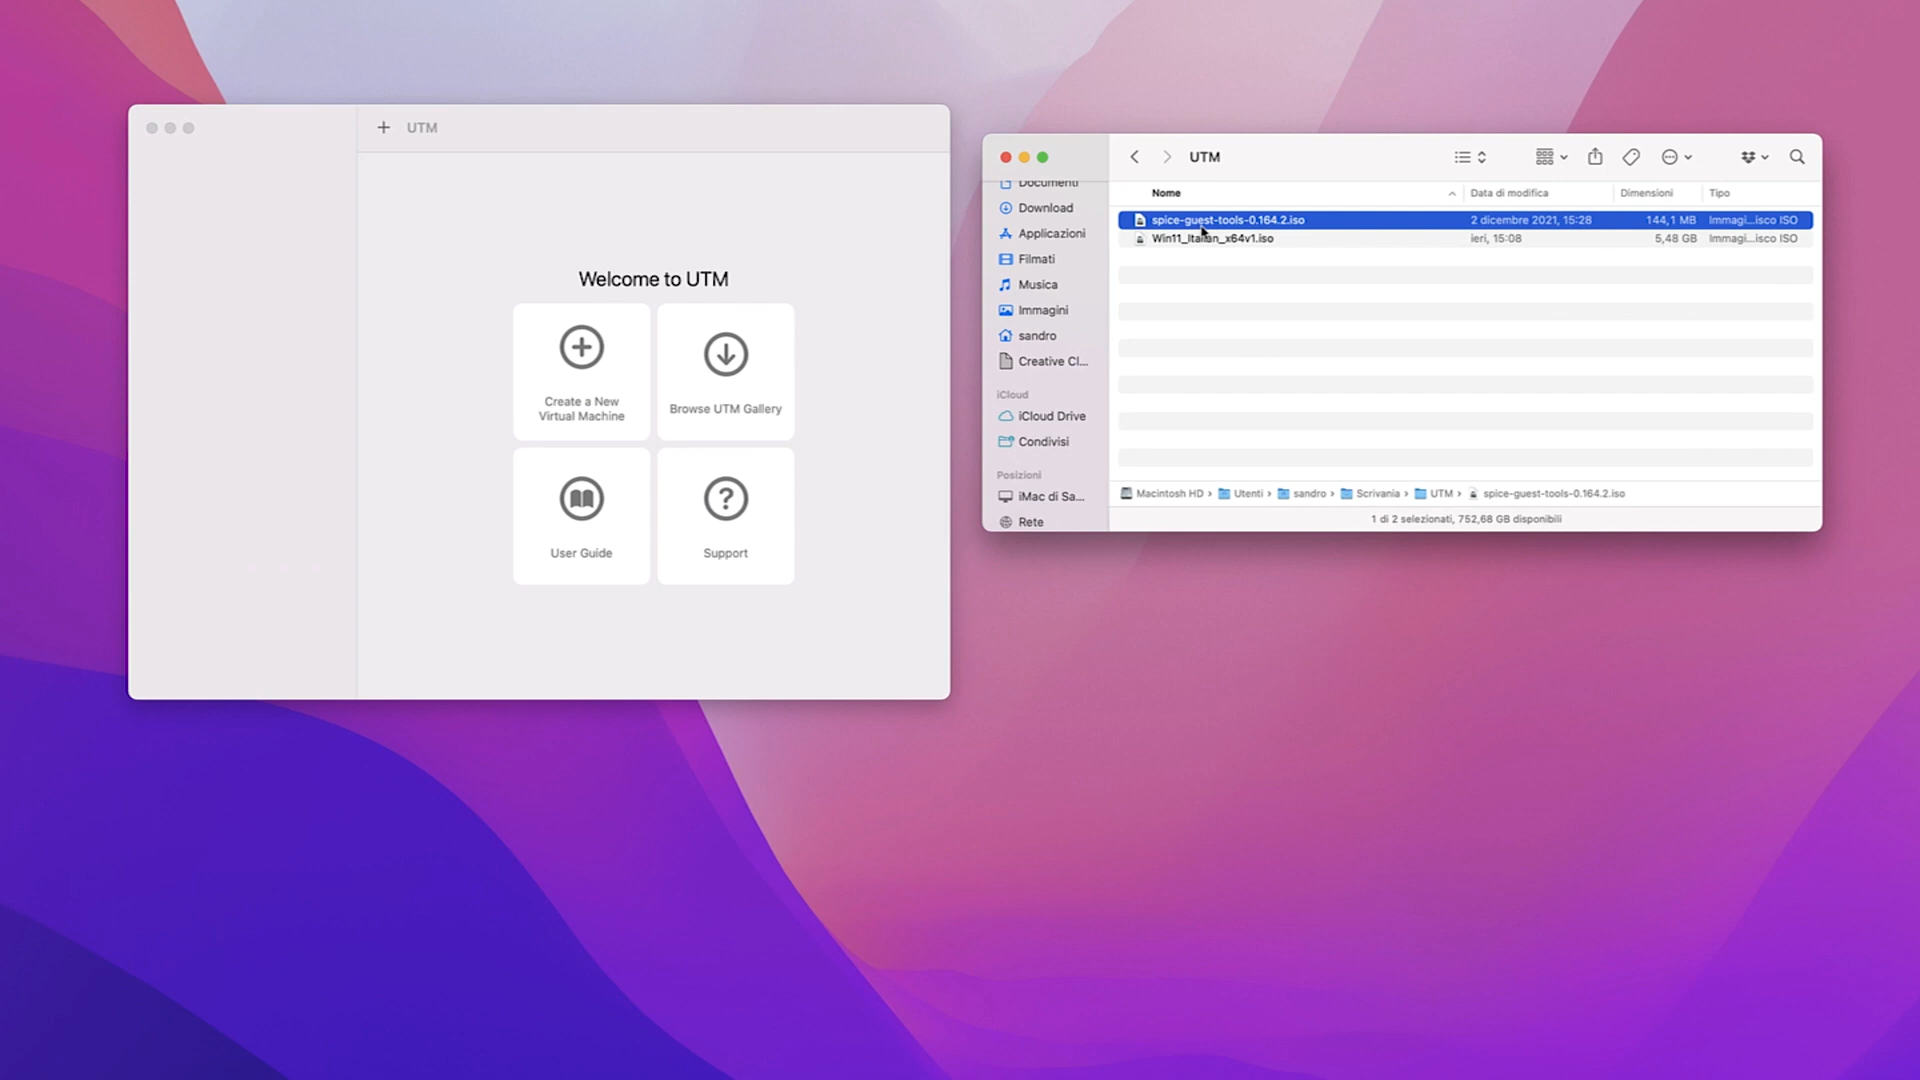 UTM
Welcome to UTM
Create a New
Virtual Machine
Browse UTM Gallery
User Guide
Support
UTM
Documenti
Download
Applicazioni
Filmati
Musica
Immagini
sandro
Creative Cl...
iCloud
iCloud Drive
Condivisi
Posizioni
iMac di Sa...
Rete
Nome Data di modifica Dimensioni Tipo
spice-guest-tools-0.164.2.iso 2 dicembre 2021, 15:28 144,1 MB Immagi...isco ISO
Win11_Italian_x64v1.iso ieri, 15:08 5,48 GB Immagi...isco ISO
Macintosh HD › Utenti › sandro › Scrivania › UTM › spice-guest-tools-0.164.2.iso
1 di 2 selezionati, 752,68 GB disponibili